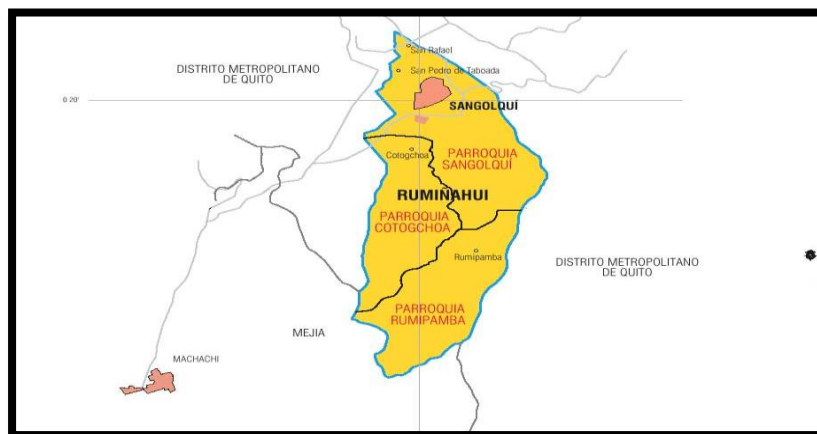 San Rafael
DISTRITO METROPOLITANO
DE QUITO
San Pedro de Taboada
0 20'
SANGOLQUÍ
Cotogchoa
PARROQUIA
SANGOLQUÍ
RUMIÑAHUI
PARROQUIA
COTOGCHOA
Rumipamba
DISTRITO METROPOLITANO
DE QUITO
PARROQUIA
RUMIPAMBA
MEJIA
MACHACHI